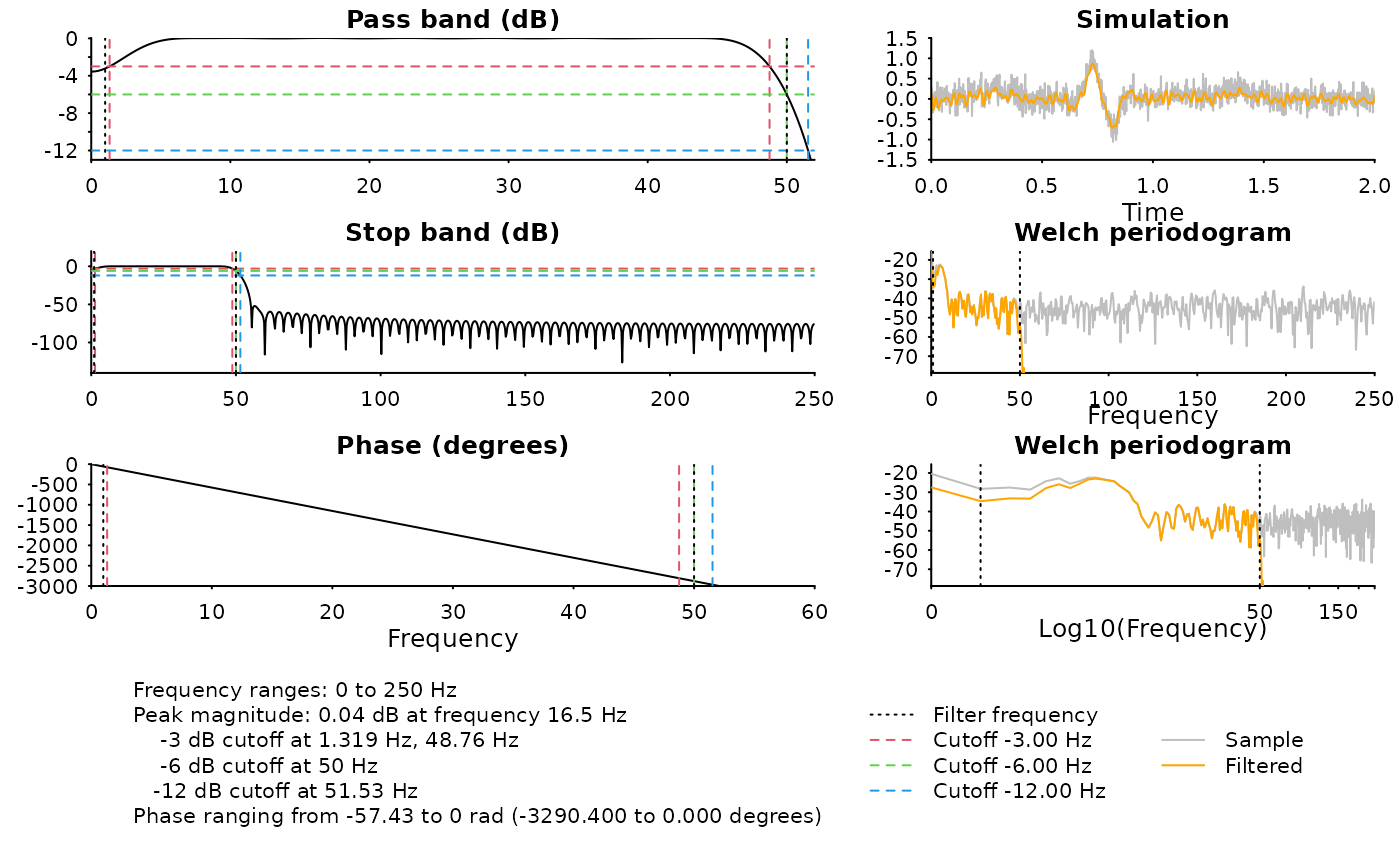 Pass band (dB)
0
-4
-8
-12
0 10 20 30 40 50
Simulation
1.5
1.0
0.5
0.0
-0.5
-1.0
-1.5
0.0 0.5 1.0 1.5 2.0
Time
Stop band (dB)
0
-50
-100
0 50 100 150 200 250
Welch periodogram
-20
-30
-40
-50
-60
-70
0 50 100 150 200 250
Frequency
Phase (degrees)
0
-500
-1000
-1500
-2000
-2500
-3000
0 10 20 30 40 50 60
Frequency
Welch periodogram
-20
-30
-40
-50
-60
-70
0 50 150
Log10(Frequency)
Frequency ranges: 0 to 250 Hz
Peak magnitude: 0.04 dB at frequency 16.5 Hz
-3 dB cutoff at 1.319 Hz, 48.76 Hz
-6 dB cutoff at 50 Hz
-12 dB cutoff at 51.53 Hz
Phase ranging from -57.43 to 0 rad (-3290.400 to 0.000 degrees)
Filter frequency
Cutoff -3.00 Hz
Cutoff -6.00 Hz
Cutoff -12.00 Hz
Sample
Filtered